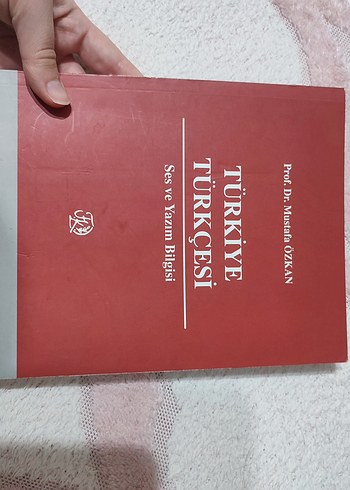 Prof. Dr. Mustafa ÖZKAN
TÜRKİYE
TÜRKÇESİ
Ses ve Yazım Bilgisi